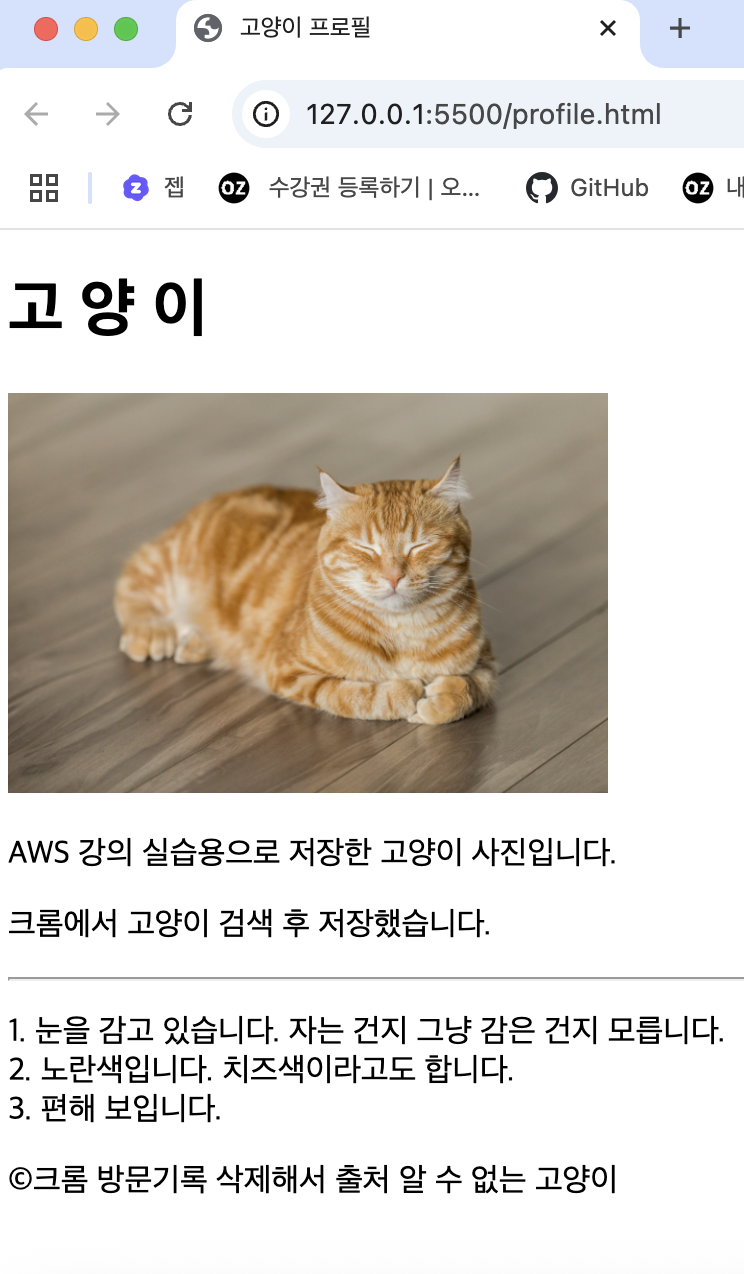 고양이 프로필
127.0.0.1:5500/profile.html
젭 OZ 수강권 등록하기 | 오... GitHub OZ 내
고 양 이
AWS 강의 실습용으로 저장한 고양이 사진입니다.
크롬에서 고양이 검색 후 저장했습니다.
1. 눈을 감고 있습니다. 자는 건지 그냥 감은 건지 모릅니다.
2. 노란색입니다. 치즈색이라고도 합니다.
3. 편해 보입니다.
©크롬 방문기록 삭제해서 출처 알 수 없는 고양이